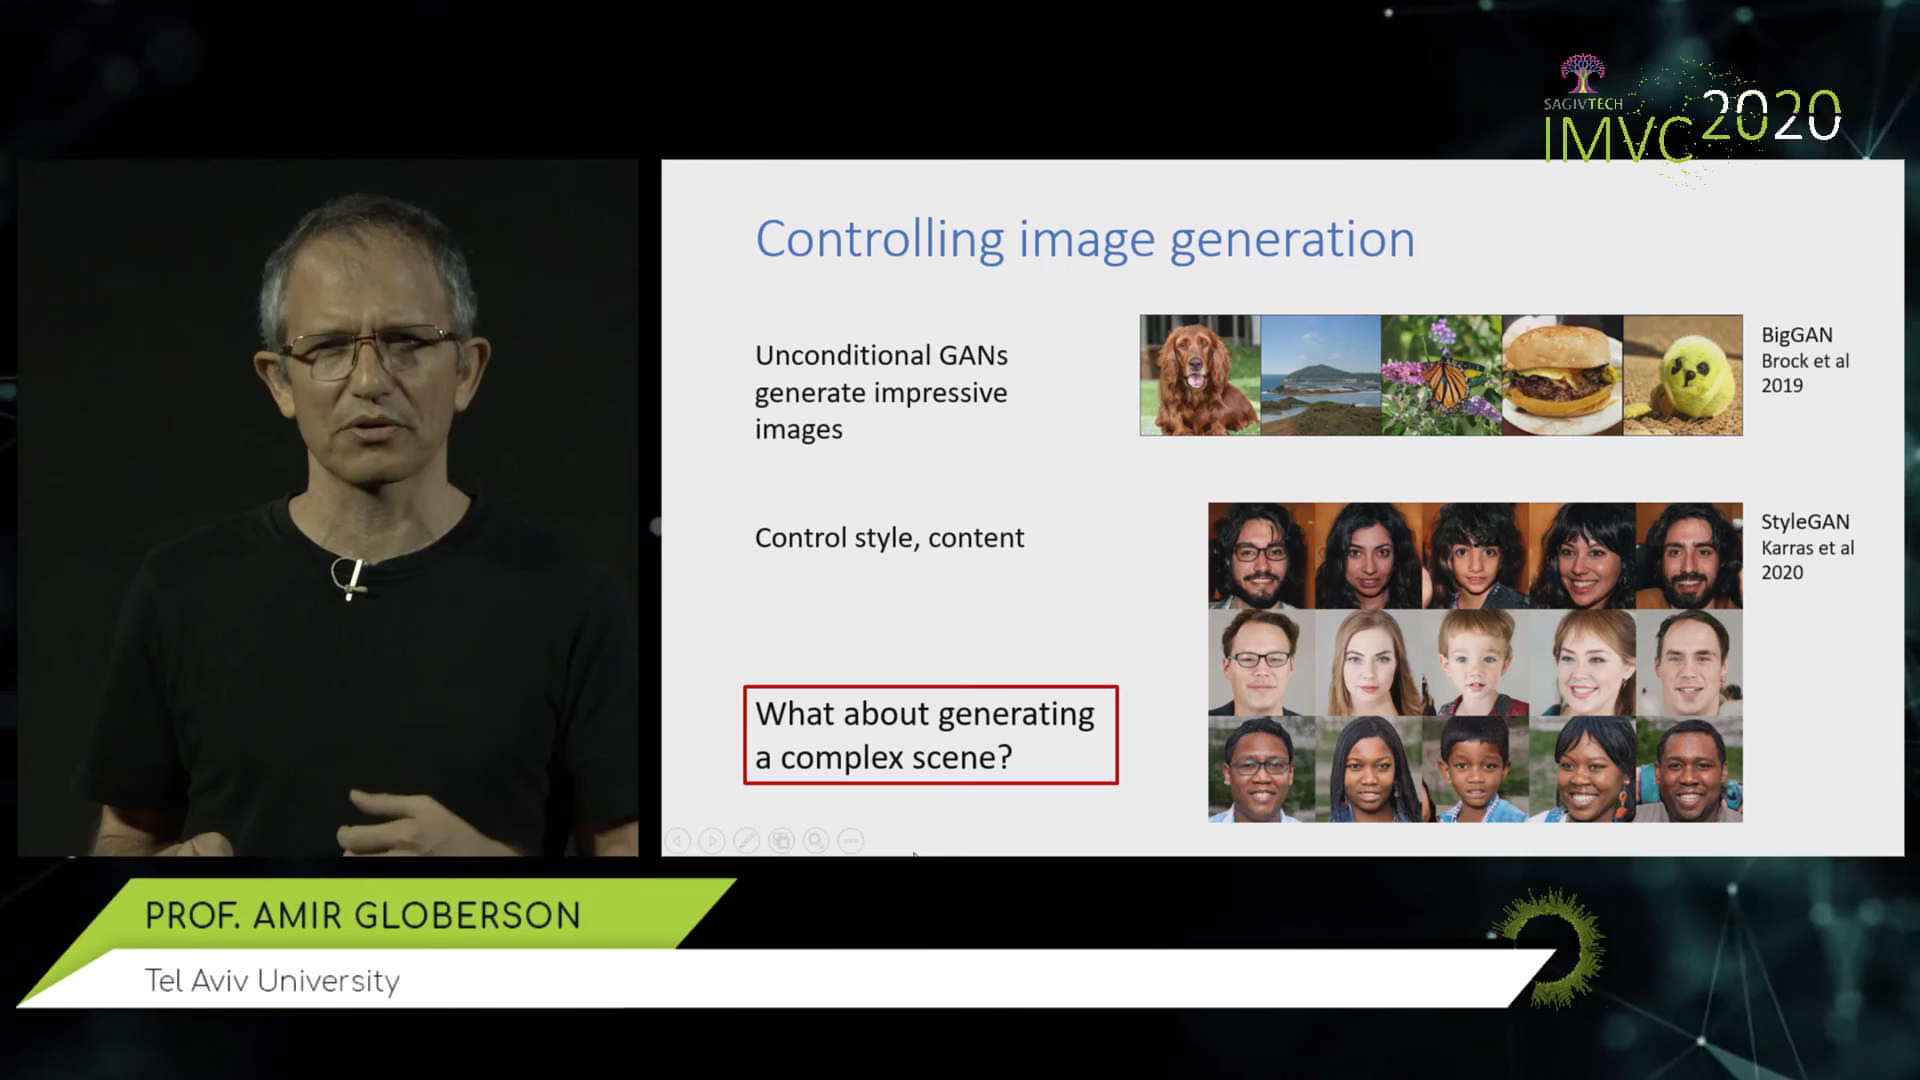 SAGIVTECH
IMVC 2020
Controlling image generation
Unconditional GANs
generate impressive
images
BigGAN
Brock et al
2019
Control style, content
StyleGAN
Karras et al
2020
What about generating
a complex scene?
PROF. AMIR GLOBERSON
Tel Aviv University